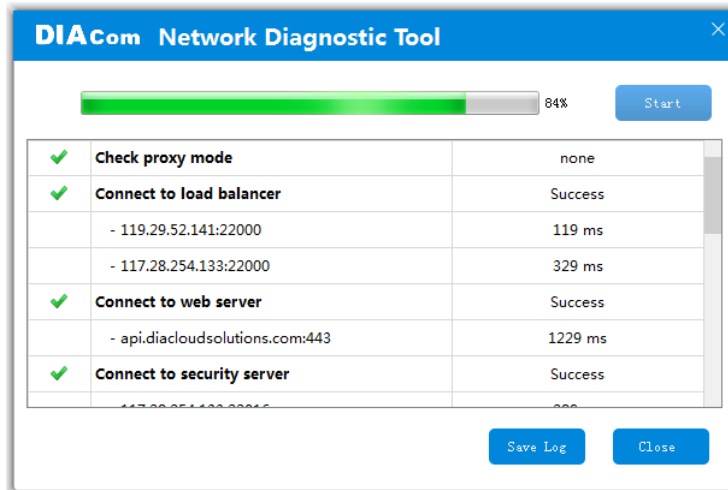 DIACom Network Diagnostic Tool
84% Start
Check proxy mode none
Connect to load balancer Success
- 119.29.52.141:22000 119 ms
- 117.28.254.133:22000 329 ms
Connect to web server Success
- api.diacloudsolutions.com:443 1229 ms
Connect to security server Success
Save Log Close